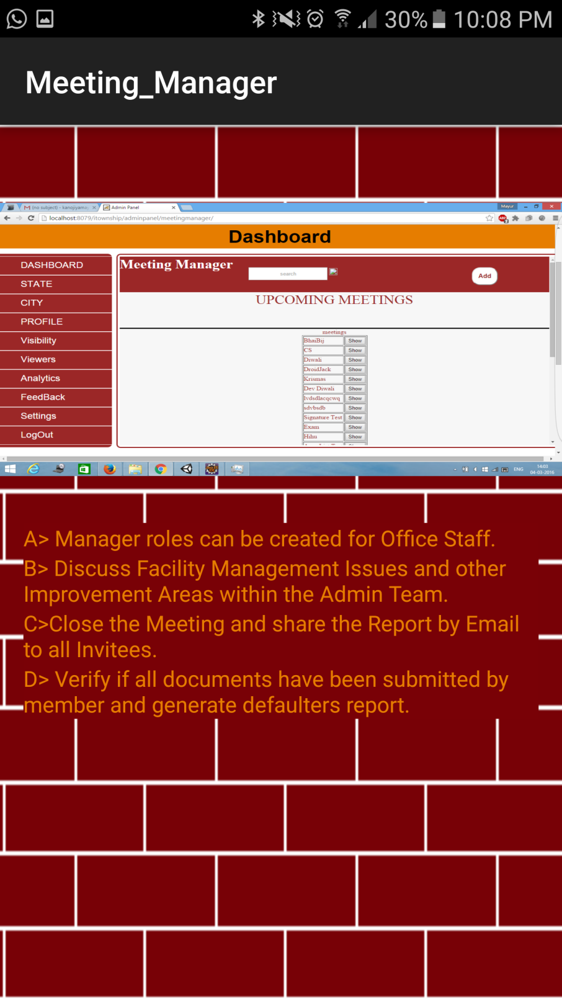 30% 10:08 PM
Meeting_Manager
(no subject) - kanojiyama
Admin Panel
Mayur
localhost:8079/itownship/adminpanel/meetingmanager/
Dashboard
DASHBOARD
STATE
CITY
PROFILE
Visibility
Viewers
Analytics
FeedBack
Settings
LogOut
Meeting Manager
search
Add
UPCOMING MEETINGS
meetings
BhaiBij Show
CS Show
Diwali Show
DroidJack Show
Krismas Show
Dev Diwali Show
lvdsdlacqcwq Show
sdvbsdb Show
Signature Test Show
Exam Show
Hihu Show
ENG
14:03
04-03-2016
A> Manager roles can be created for Office Staff.
B> Discuss Facility Management Issues and other
Improvement Areas within the Admin Team.
C>Close the Meeting and share the Report by Email
to all Invitees.
D> Verify if all documents have been submitted by
member and generate defaulters report.